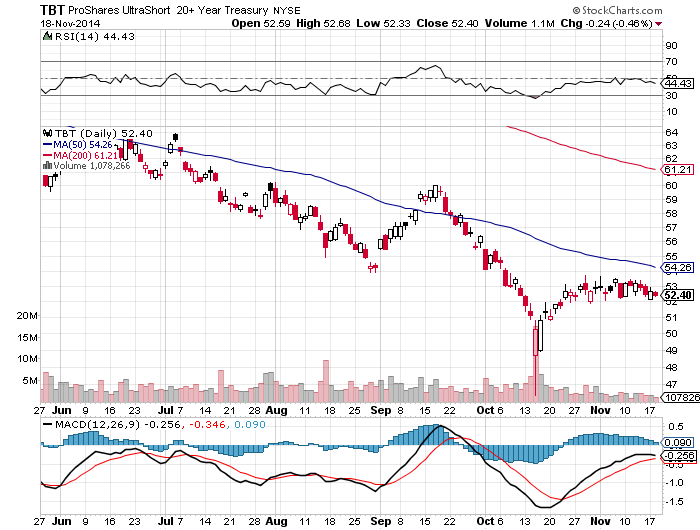 TBT ProShares UltraShort 20+ Year Treasury NYSE © StockCharts.com
18-Nov-2014 Open 52.59 High 52.68 Low 52.33 Close 52.40 Volume 1.1M Chg -0.24 (-0.46%)
RSI(14) 44.43
90
70
50
44.43
30
10
TBT (Daily) 52.40
MA(50) 54.26
MA(200) 61.21
Volume 1,078,266
64
63
62
61.21
60
59
58
57
56
55
54.26
53
52.40
52
51
50
49
48
47
20M
15M
10M
5M
1078266
27 Jun 9 16 23 Jul 7 14 21 28 Aug 11 18 25 Sep 8 15 22 Oct 6 13 20 27 Nov 10 17
MACD(12,26,9) -0.256, -0.346, 0.090
0.5
0.090
-0.256
-0.5
-1.0
-1.5
27 Jun 9 16 23 Jul 7 14 21 28 Aug 11 18 25 Sep 8 15 22 Oct 6 13 20 27 Nov 10 17